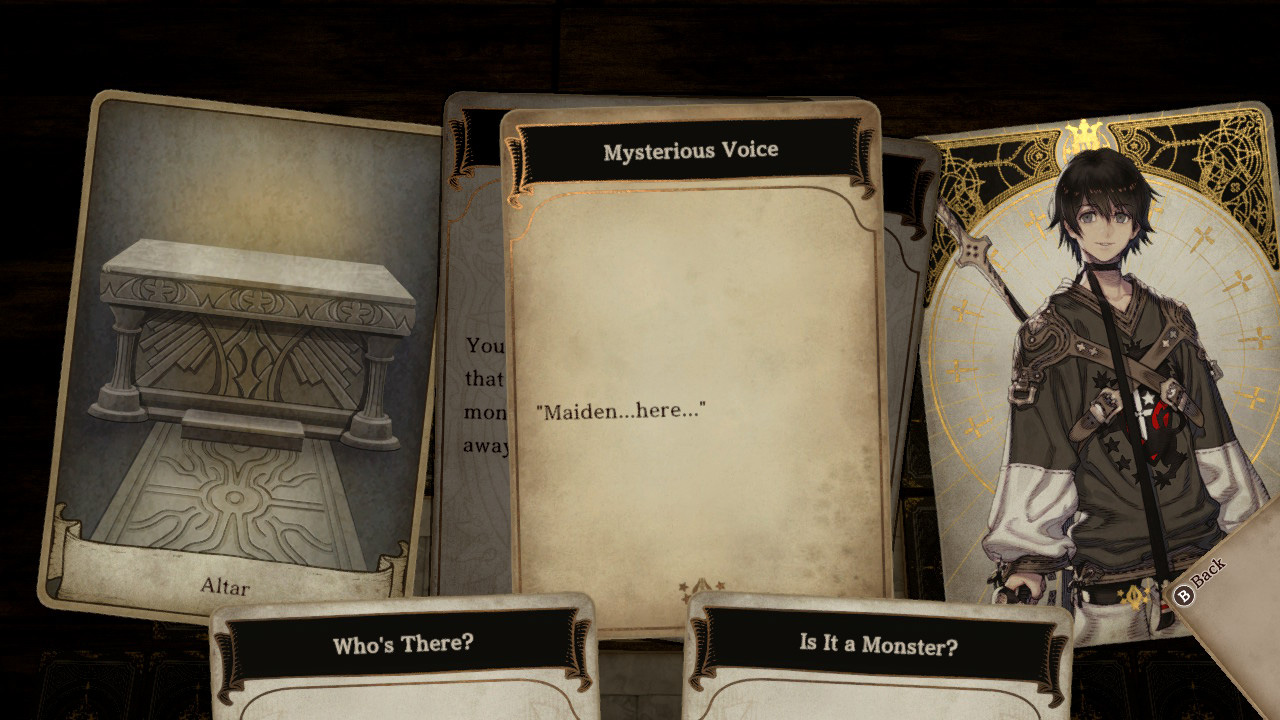 Mysterious Voice
You
that
mon
away
"Maiden...here..."
Altar
B Back
Who's There?
Is It a Monster?